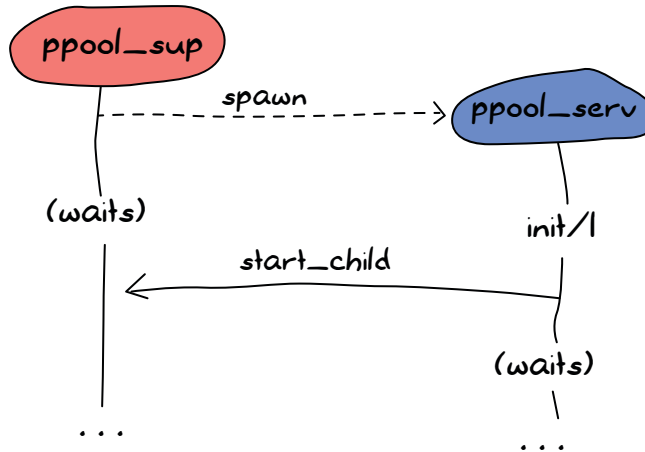 ppool_sup
spawn
ppool_serv
(waits)
init/1
start_child
(waits)
...
...